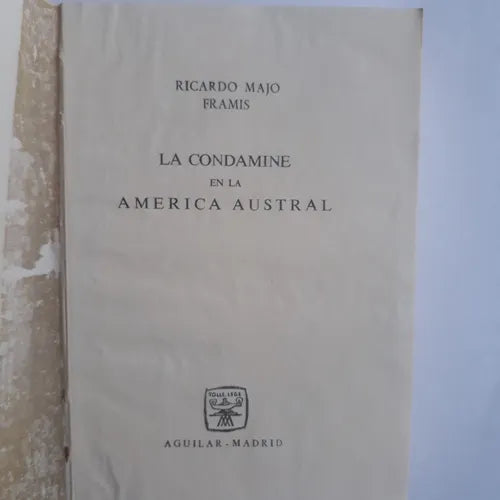 RICARDO MAJO
FRAMIS
LA CONDAMINE
EN LA
AMERICA AUSTRAL
TOLLE, LEGE
AGUILAR - MADRID